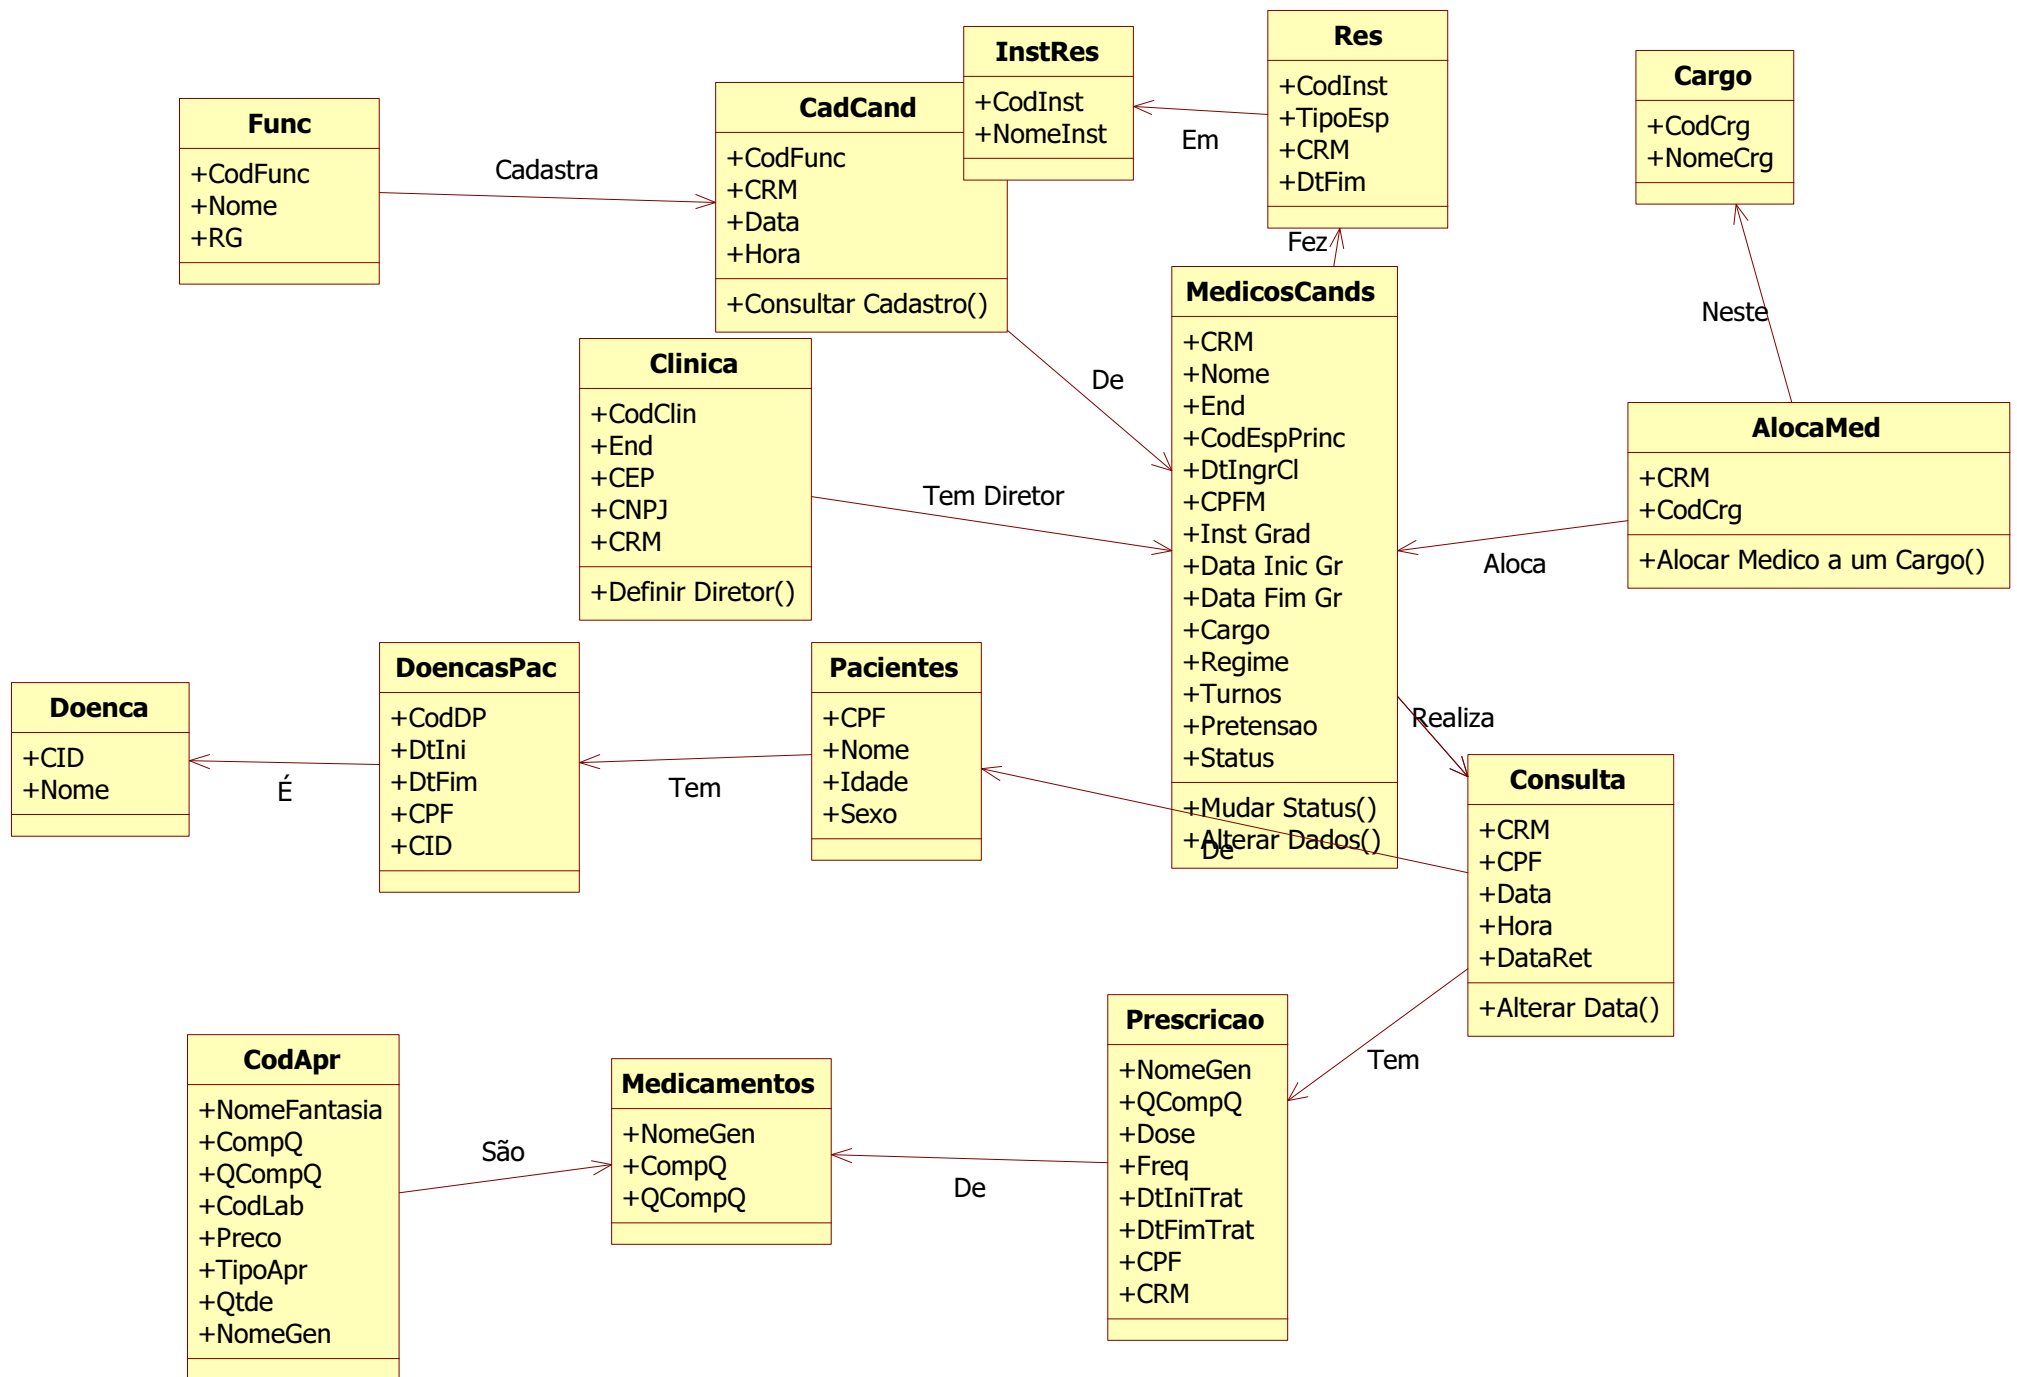 InstRes
+CodInst
+NomeInst
Res
+CodInst
+TipoEsp
+CRM
+DtFim
Cargo
+CodCrg
+NomeCrg
Func
+CodFunc
+Nome
+RG
Cadastra
CadCand
+CodFunc
+CRM
+Data
+Hora
+Consultar Cadastro()
Em
Fez
Neste
MedicosCands
+CRM
+Nome
+End
+CodEspPrinc
+DtIngrCl
+CPFM
+Inst Grad
+Data Inic Gr
+Data Fim Gr
+Cargo
+Regime
+Turnos
+Pretensao
+Status
+Mudar Status()
+Alterar Dados()
De
Clinica
+CodClin
+End
+CEP
+CNPJ
+CRM
+Definir Diretor()
Tem Diretor
AlocaMed
+CRM
+CodCrg
+Alocar Medico a um Cargo()
Aloca
Doenca
+CID
+Nome
É
DoencasPac
+CodDP
+DtIni
+DtFim
+CPF
+CID
Tem
Pacientes
+CPF
+Nome
+Idade
+Sexo
De
Realiza
Consulta
+CRM
+CPF
+Data
+Hora
+DataRet
+Alterar Data()
Tem
CodApr
+NomeFantasia
+CompQ
+QCompQ
+CodLab
+Preco
+TipoApr
+Qtde
+NomeGen
São
Medicamentos
+NomeGen
+CompQ
+QCompQ
De
Prescricao
+NomeGen
+QCompQ
+Dose
+Freq
+DtIniTrat
+DtFimTrat
+CPF
+CRM